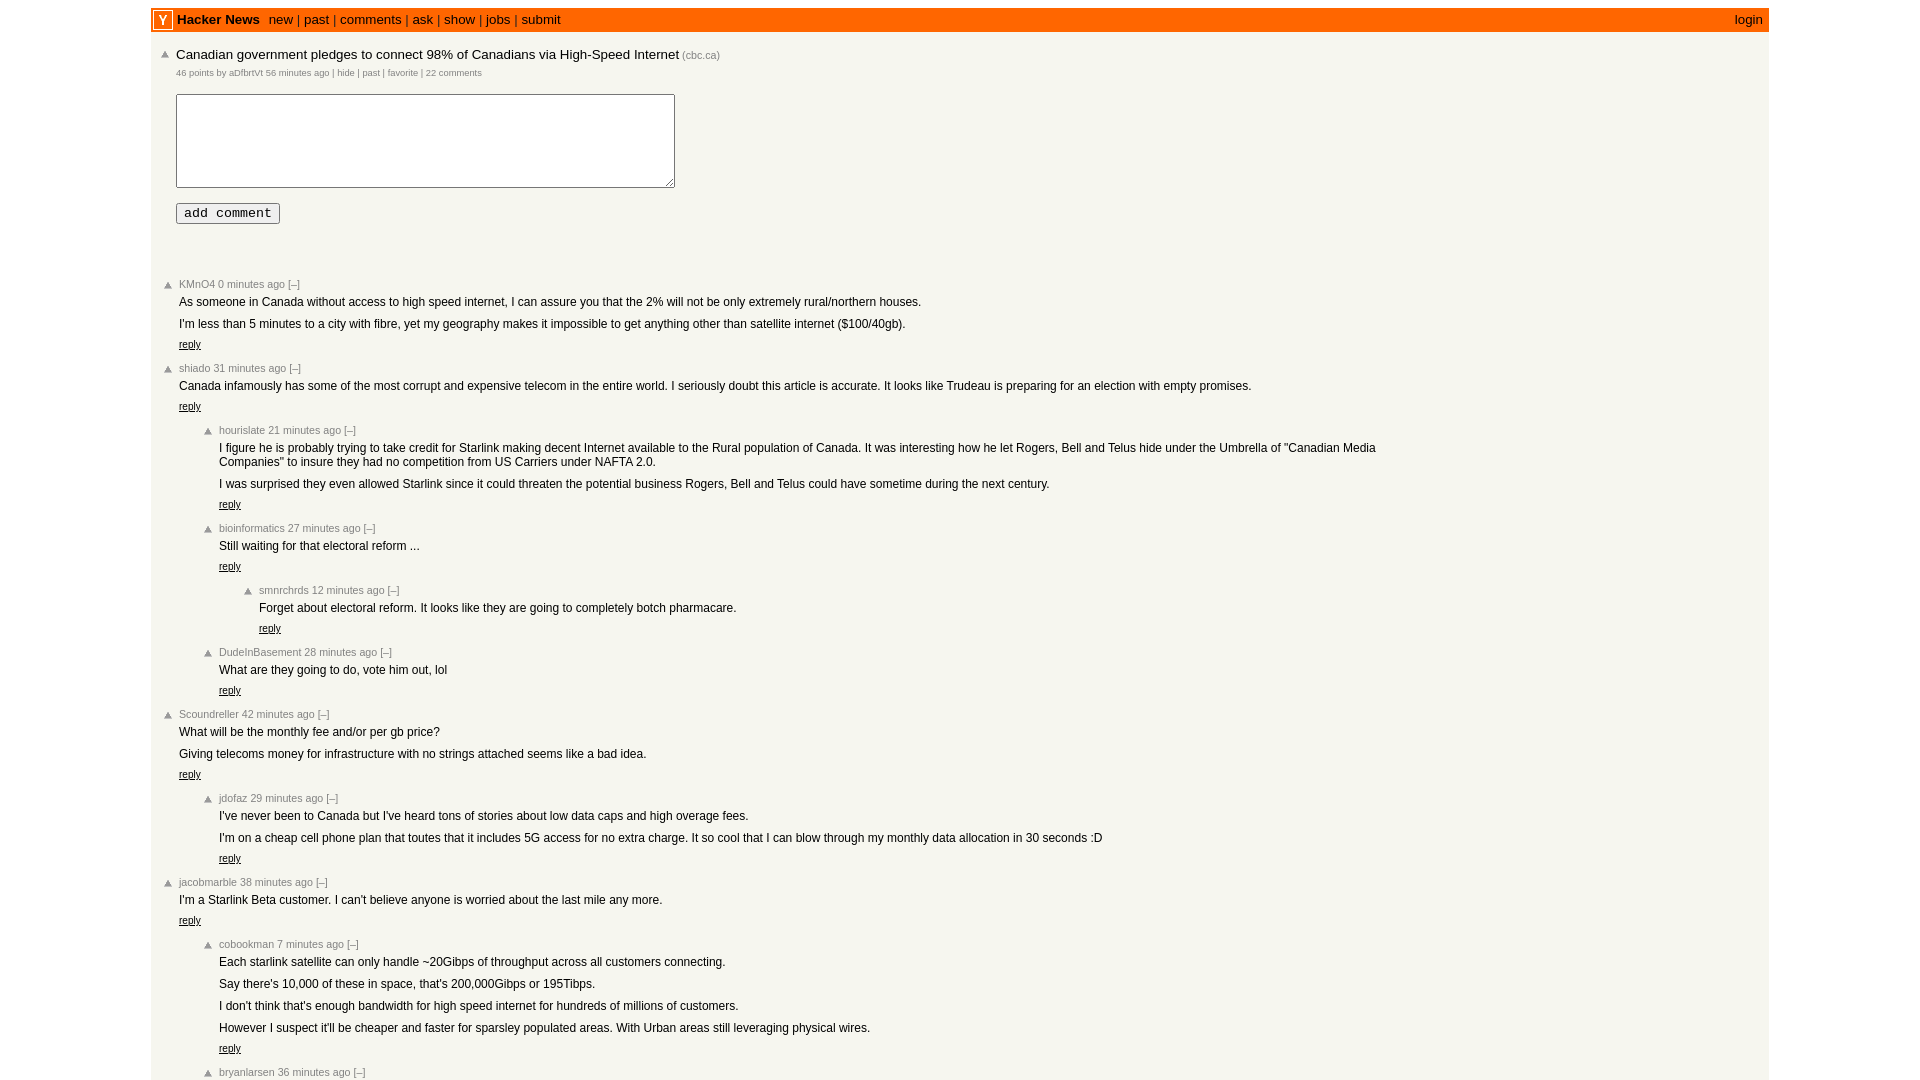 Y Hacker News new | past | comments | ask | show | jobs | submit login
Canadian government pledges to connect 98% of Canadians via High-Speed Internet (cbc.ca)
46 points by aDfbrtVt 56 minutes ago | hide | past | favorite | 22 comments
add comment
KMnO4 0 minutes ago [–]
As someone in Canada without access to high speed internet, I can assure you that the 2% will not be only extremely rural/northern houses.
I'm less than 5 minutes to a city with fibre, yet my geography makes it impossible to get anything other than satellite internet ($100/40gb).
reply
shiado 31 minutes ago [–]
Canada infamously has some of the most corrupt and expensive telecom in the entire world. I seriously doubt this article is accurate. It looks like Trudeau is preparing for an election with empty promises.
reply
hourislate 21 minutes ago [–]
I figure he is probably trying to take credit for Starlink making decent Internet available to the Rural population of Canada. It was interesting how he let Rogers, Bell and Telus hide under the Umbrella of "Canadian Media
Companies" to insure they had no competition from US Carriers under NAFTA 2.0.
I was surprised they even allowed Starlink since it could threaten the potential business Rogers, Bell and Telus could have sometime during the next century.
reply
bioinformatics 27 minutes ago [–]
Still waiting for that electoral reform ...
reply
smnrchrds 12 minutes ago [–]
Forget about electoral reform. It looks like they are going to completely botch pharmacare.
reply
DudeInBasement 28 minutes ago [–]
What are they going to do, vote him out, lol
reply
Scoundreller 42 minutes ago [–]
What will be the monthly fee and/or per gb price?
Giving telecoms money for infrastructure with no strings attached seems like a bad idea.
reply
jdofaz 29 minutes ago [–]
I've never been to Canada but I've heard tons of stories about low data caps and high overage fees.
I'm on a cheap cell phone plan that toutes that it includes 5G access for no extra charge. It so cool that I can blow through my monthly data allocation in 30 seconds :D
reply
jacobmarble 38 minutes ago [–]
I'm a Starlink Beta customer. I can't believe anyone is worried about the last mile any more.
reply
cobookman 7 minutes ago [–]
Each starlink satellite can only handle ~20Gibps of throughput across all customers connecting.
Say there's 10,000 of these in space, that's 200,000Gibps or 195Tibps.
I don't think that's enough bandwidth for high speed internet for hundreds of millions of customers.
However I suspect it'll be cheaper and faster for sparsley populated areas. With Urban areas still leveraging physical wires.
reply
bryanlarsen 36 minutes ago [–]